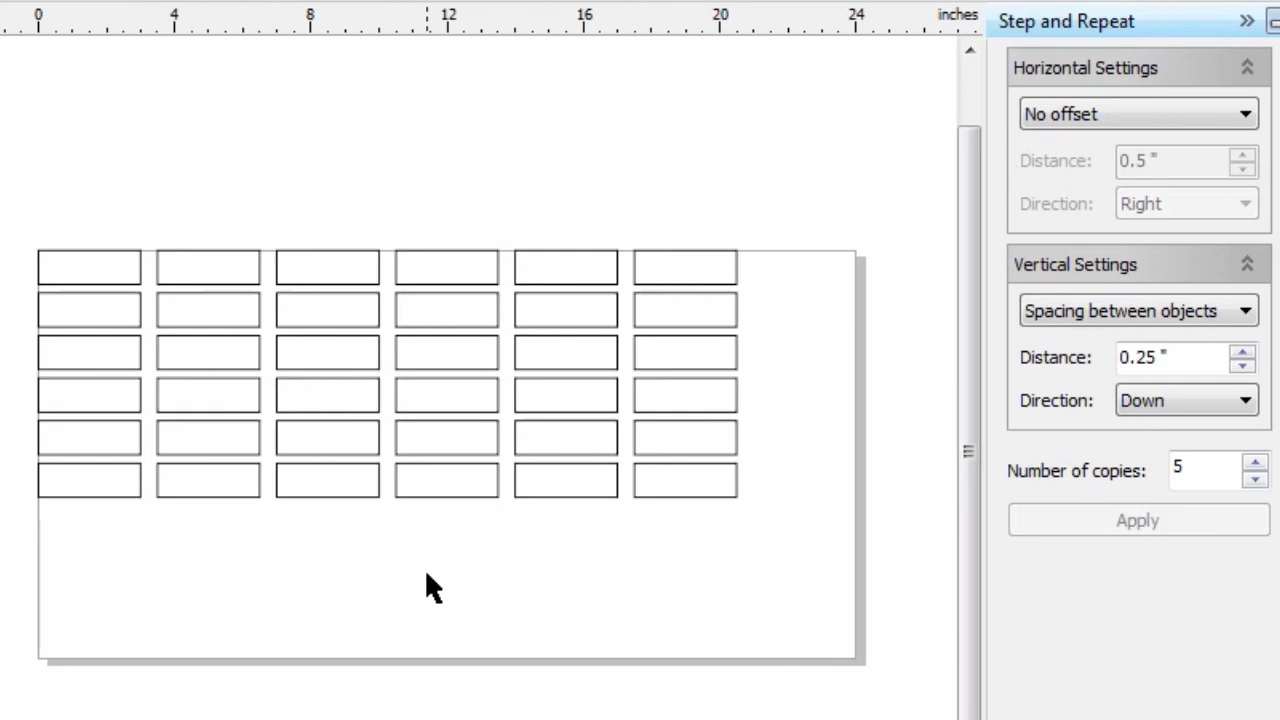 0 4 8 12 16 20 24 inches
Step and Repeat
Horizontal Settings
No offset
Distance: 0.5 "
Direction: Right
Vertical Settings
Spacing between objects
Distance: 0.25 "
Direction: Down
Number of copies: 5
Apply